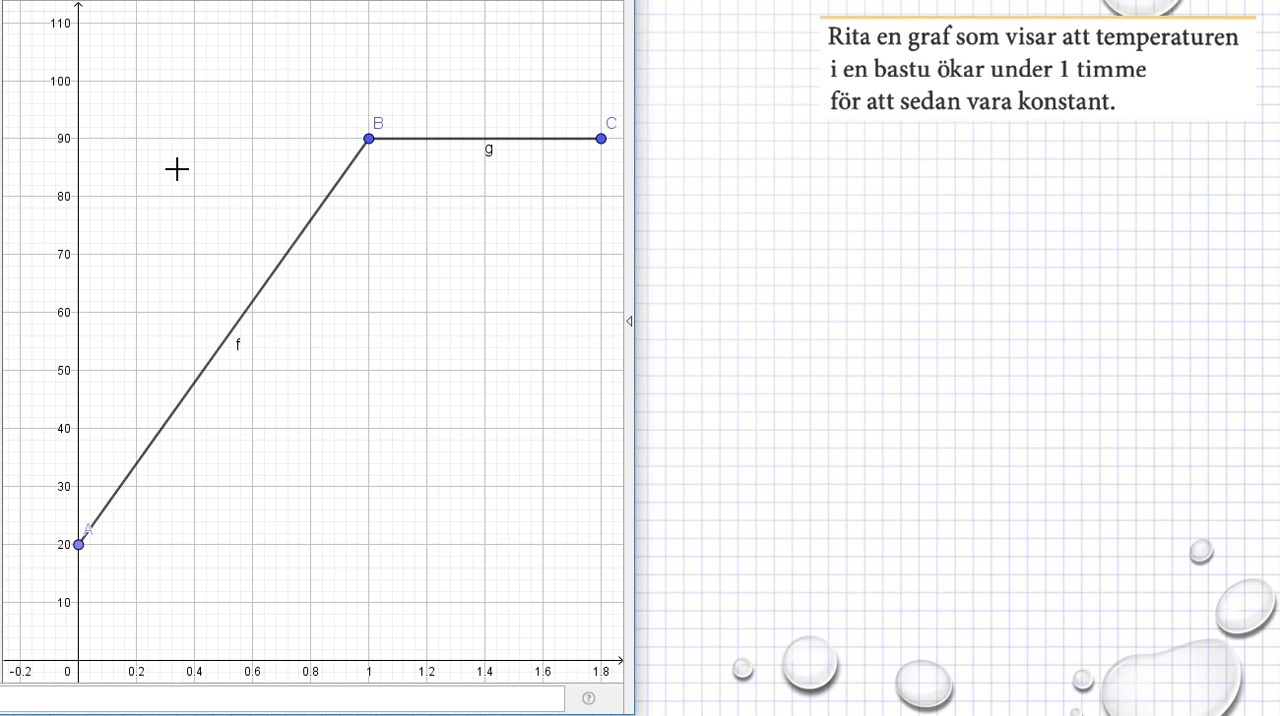 110
100
90
80
70
60
50
40
30
20
10
B
C
g
f
A
-0.2 0 0.2 0.4 0.6 0.8 1 1.2 1.4 1.6 1.8
?
Rita en graf som visar att temperaturen
i en bastu ökar under 1 timme
för att sedan vara konstant.